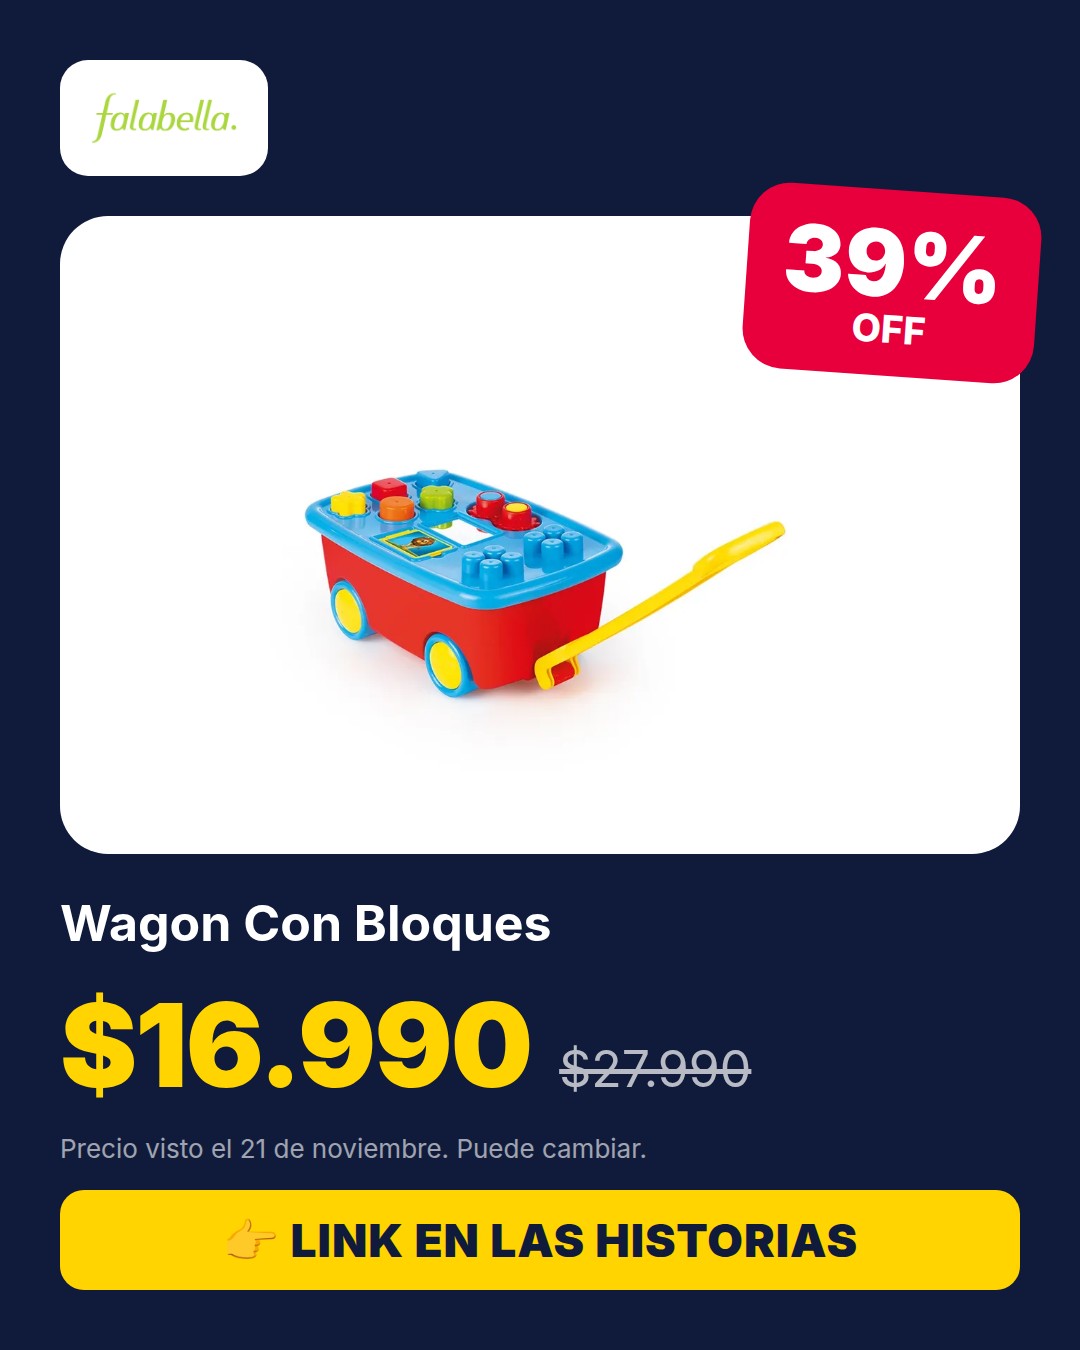 falabella.
39%
OFF
Wagon Con Bloques
$16.990 $27.990
Precio visto el 21 de noviembre. Puede cambiar.
👉 LINK EN LAS HISTORIAS